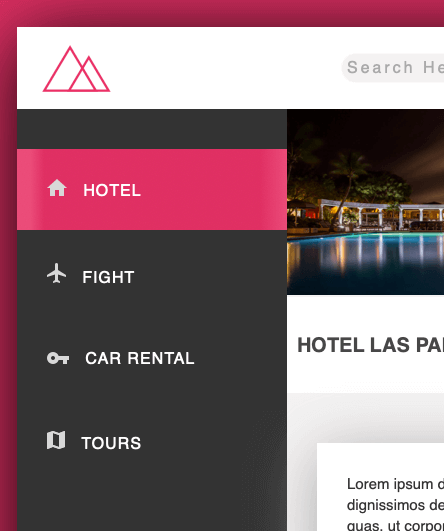 Search He
HOTEL
FIGHT
CAR RENTAL
TOURS
HOTEL LAS PA
Lorem ipsum d
dignissimos de
quas, ut corpo